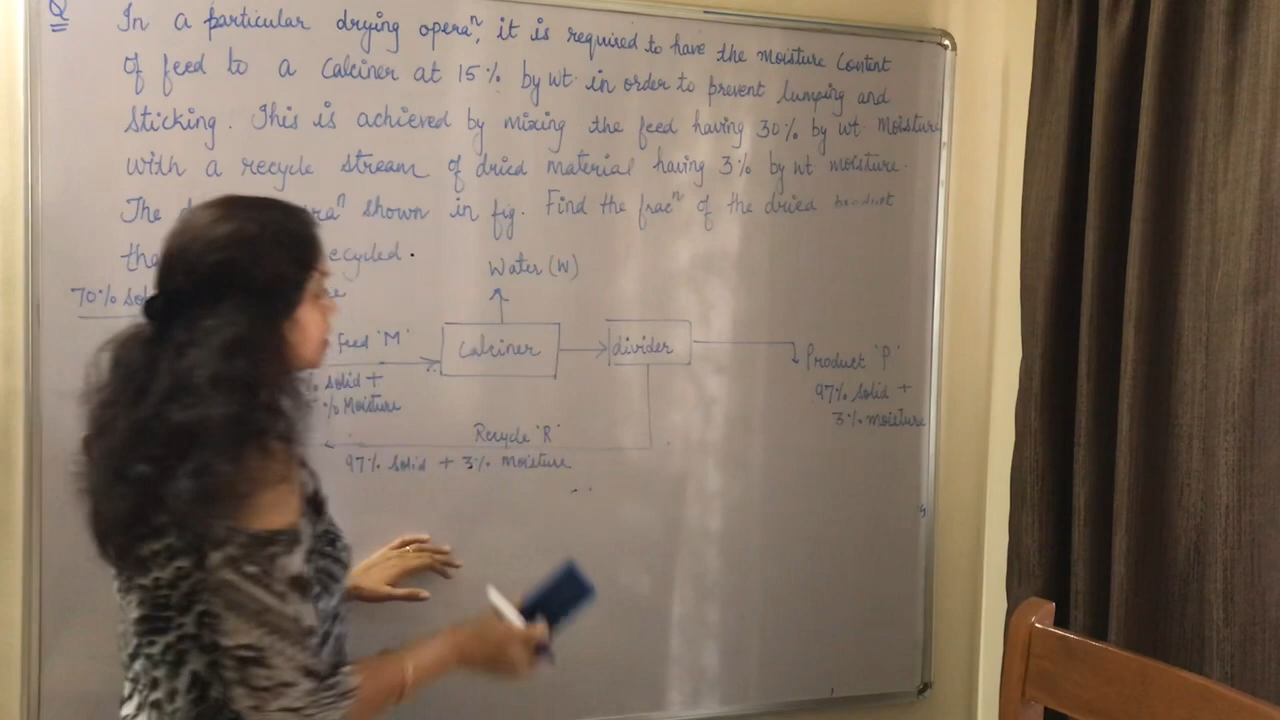 Q In a particular drying operaⁿ, it is required to have the moisture content
of feed to a calciner at 15% by wt. in order to prevent lumping and
sticking. This is achieved by mixing the feed having 30% by wt. moisture
with a recycle stream of dried material having 3% by wt moisture.
The shown in fig. Find the fracⁿ of the dried product
ecycled.
Water (W)
70%
feed 'M'
Calciner
divider
Product 'P'
solid +
% Moisture
97% solid +
3% moisture
Recycle 'R'
97% solid + 3% Moisture